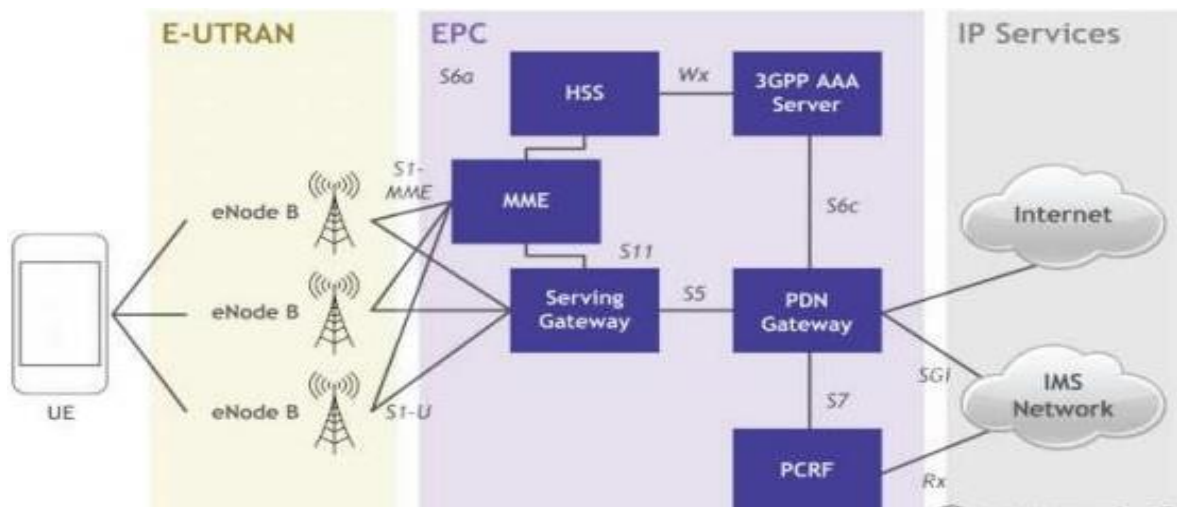 E-UTRAN
EPC
IP Services
S6a
HSS
Wx
3GPP AAA
Server
S1-
MME
MME
eNode B
S6c
Internet
S11
eNode B
Serving
Gateway
S5
PDN
Gateway
UE
eNode B
S1-U
S7
SGi
IMS
Network
PCRF
Rx